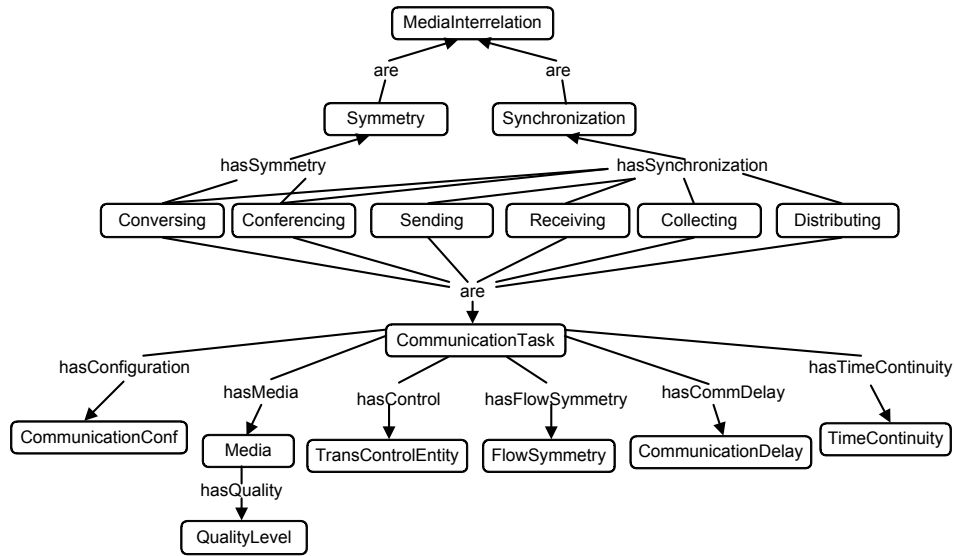 MediaInterrelation
are
are
Symmetry
Synchronization
hasSymmetry
hasSynchronization
Conversing
Conferencing
Sending
Receiving
Collecting
Distributing
are
CommunicationTask
hasConfiguration
hasMedia
hasControl
hasFlowSymmetry
hasCommDelay
hasTimeContinuity
CommunicationConf
Media
TransControlEntity
FlowSymmetry
CommunicationDelay
TimeContinuity
hasQuality
QualityLevel